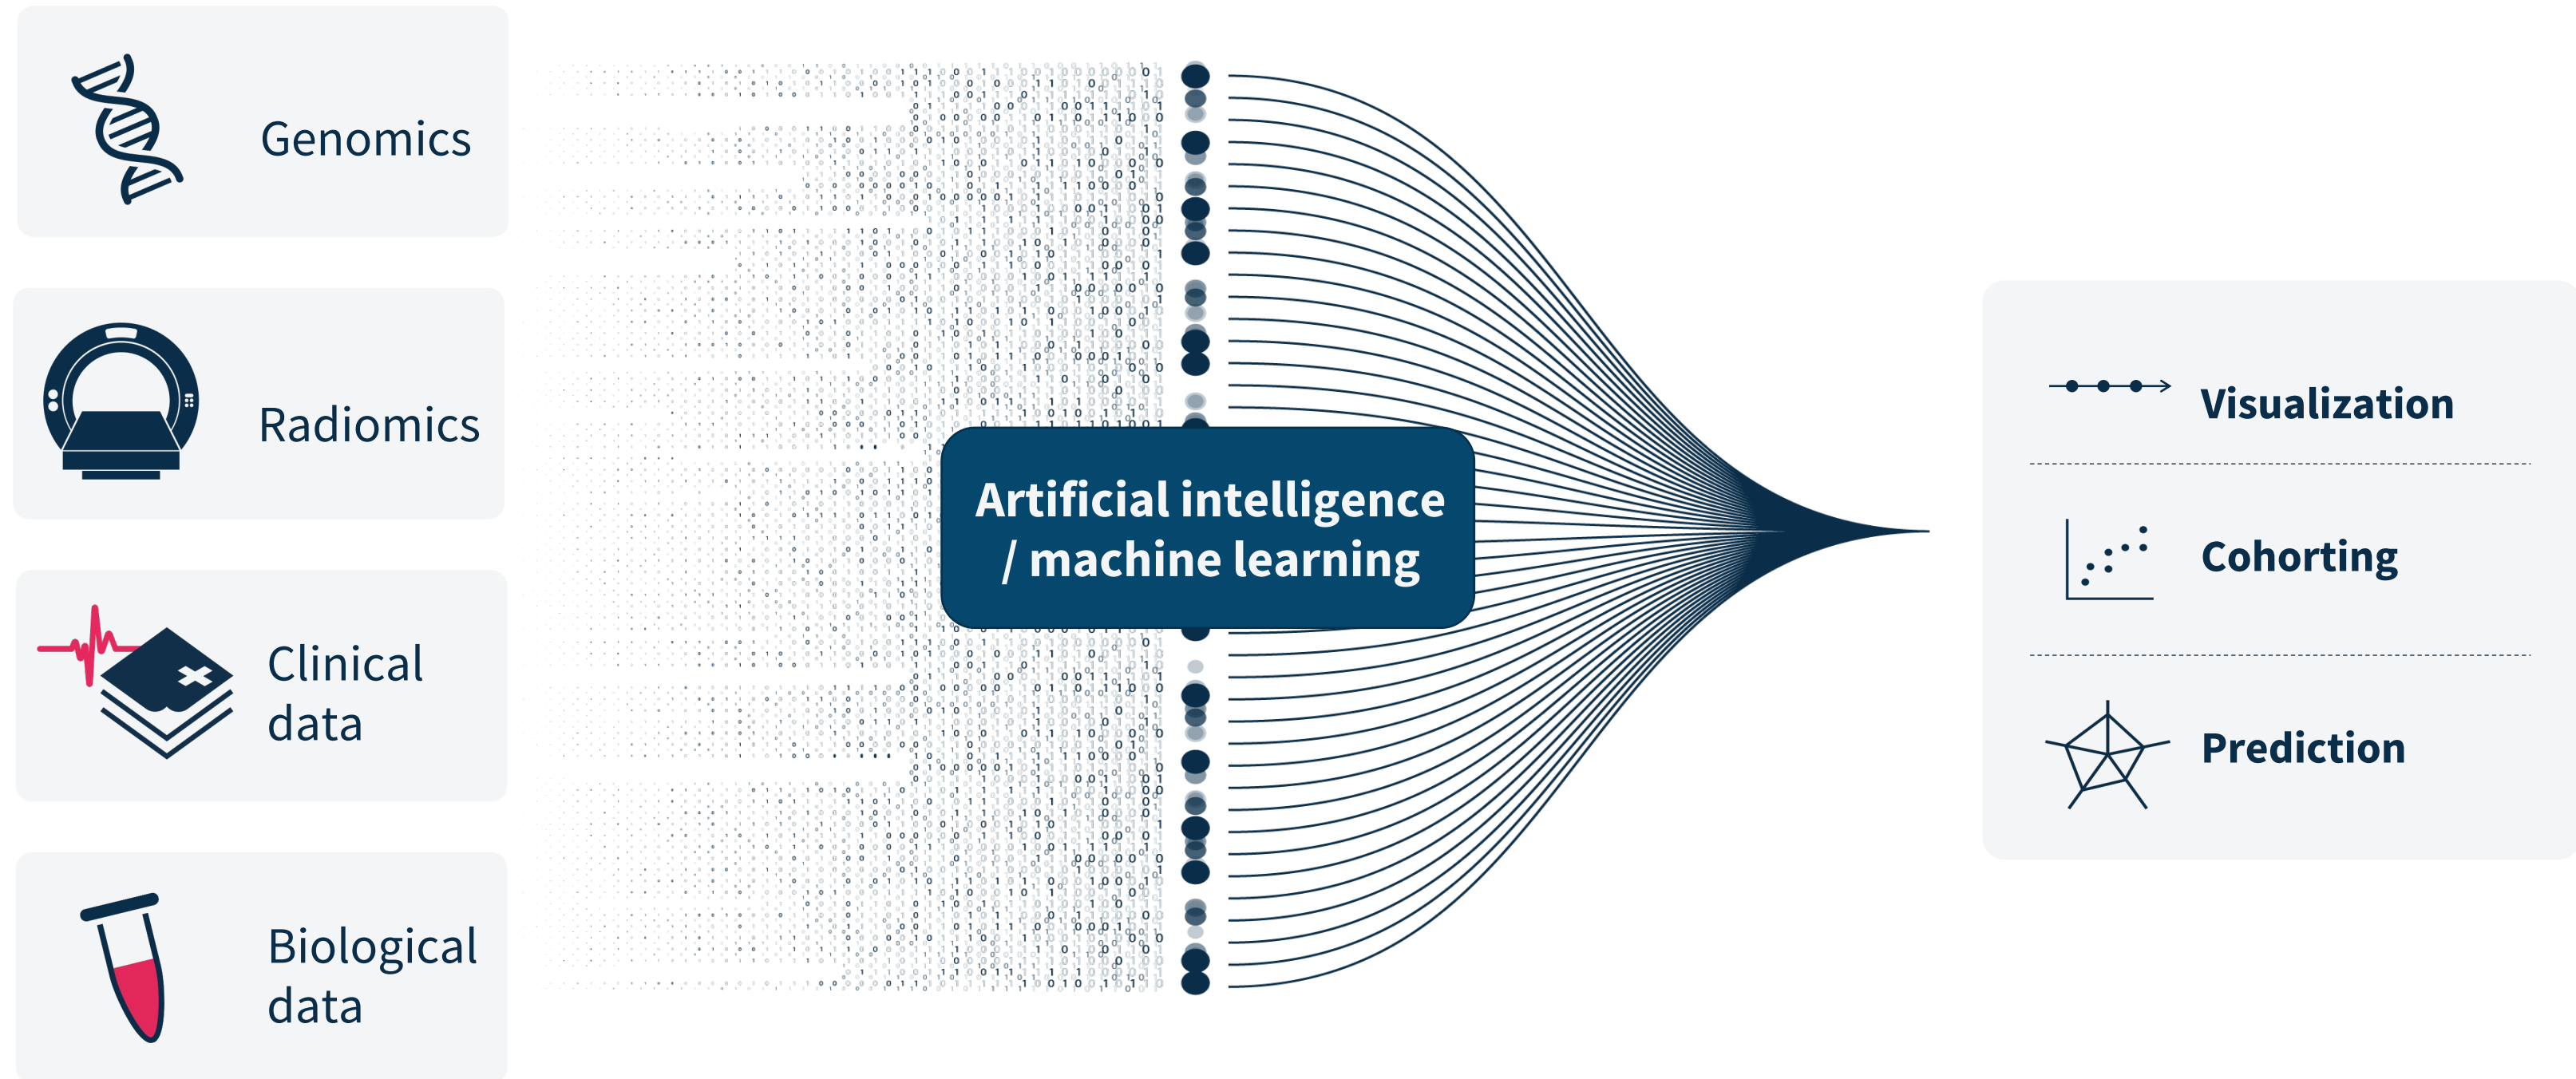 Genomics
Radiomics
Clinical
data
Biological
data
Artificial intelligence
/ machine learning
Visualization
Cohorting
Prediction